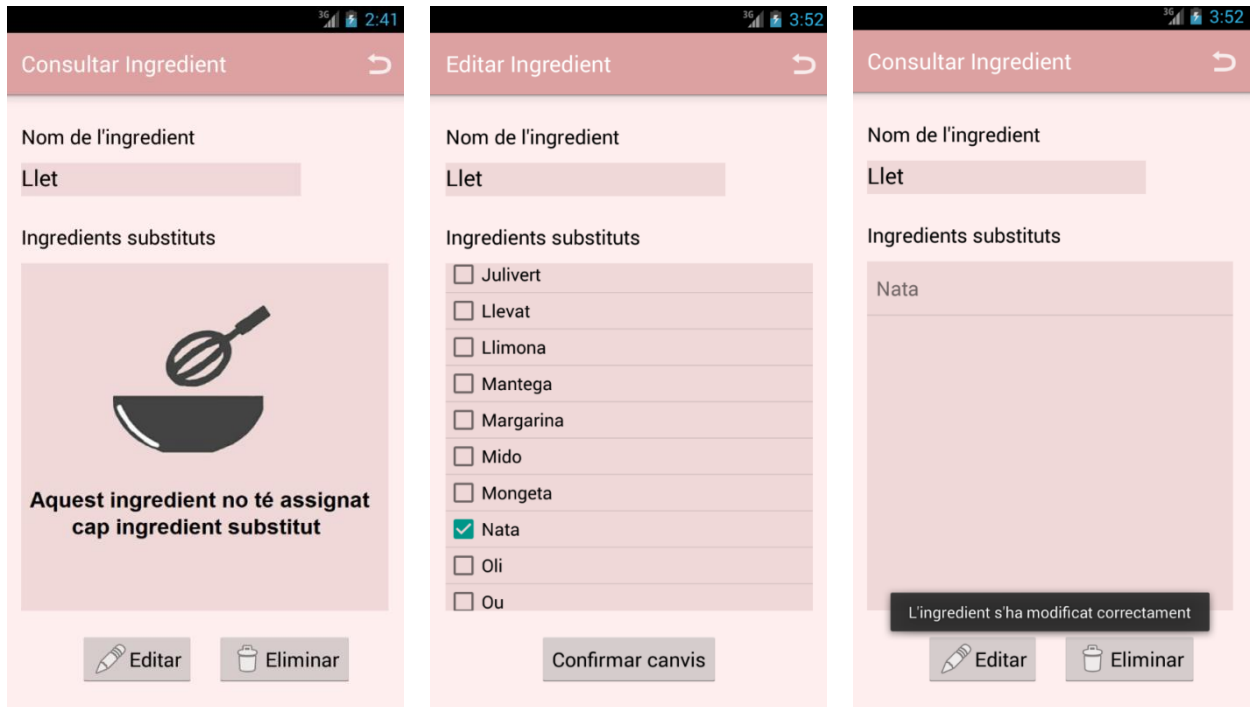 3G 2:41
Consultar Ingredient
Nom de l'ingredient
Llet
Ingredients substituts
Aquest ingredient no té assignat
cap ingredient substitut
Editar
Eliminar
3G 3:52
Editar Ingredient
Nom de l'ingredient
Llet
Ingredients substituts
Julivert
Llevat
Llimona
Mantega
Margarina
Mido
Mongeta
Nata
Oli
Ou
Confirmar canvis
3G 3:52
Consultar Ingredient
Nom de l'ingredient
Llet
Ingredients substituts
Nata
L'ingredient s'ha modificat correctament
Editar
Eliminar